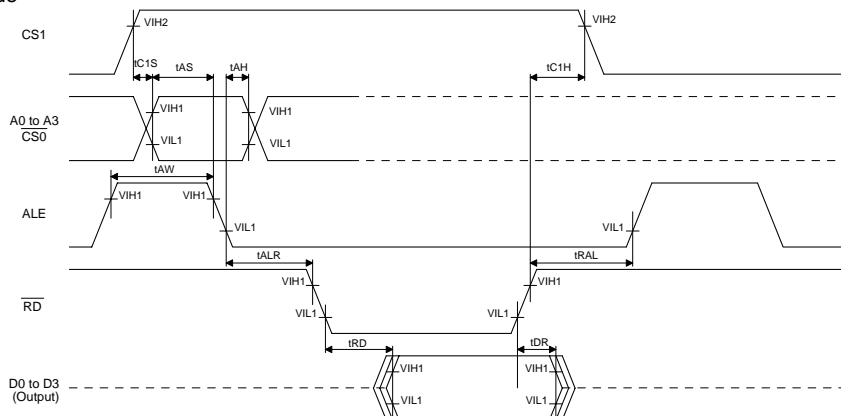 CS1
VIH2
VIH2
tC1S
tAS
tAH
tC1H
A0 to A3
CS0
VIH1
VIH1
VIL1
VIL1
tAW
ALE
VIH1
VIH1
VIL1
VIL1
tALR
tRAL
RD
VIH1
VIH1
VIL1
VIL1
tRD
tDR
D0 to D3
(Output)
VIH1
VIH1
VIL1
VIL1